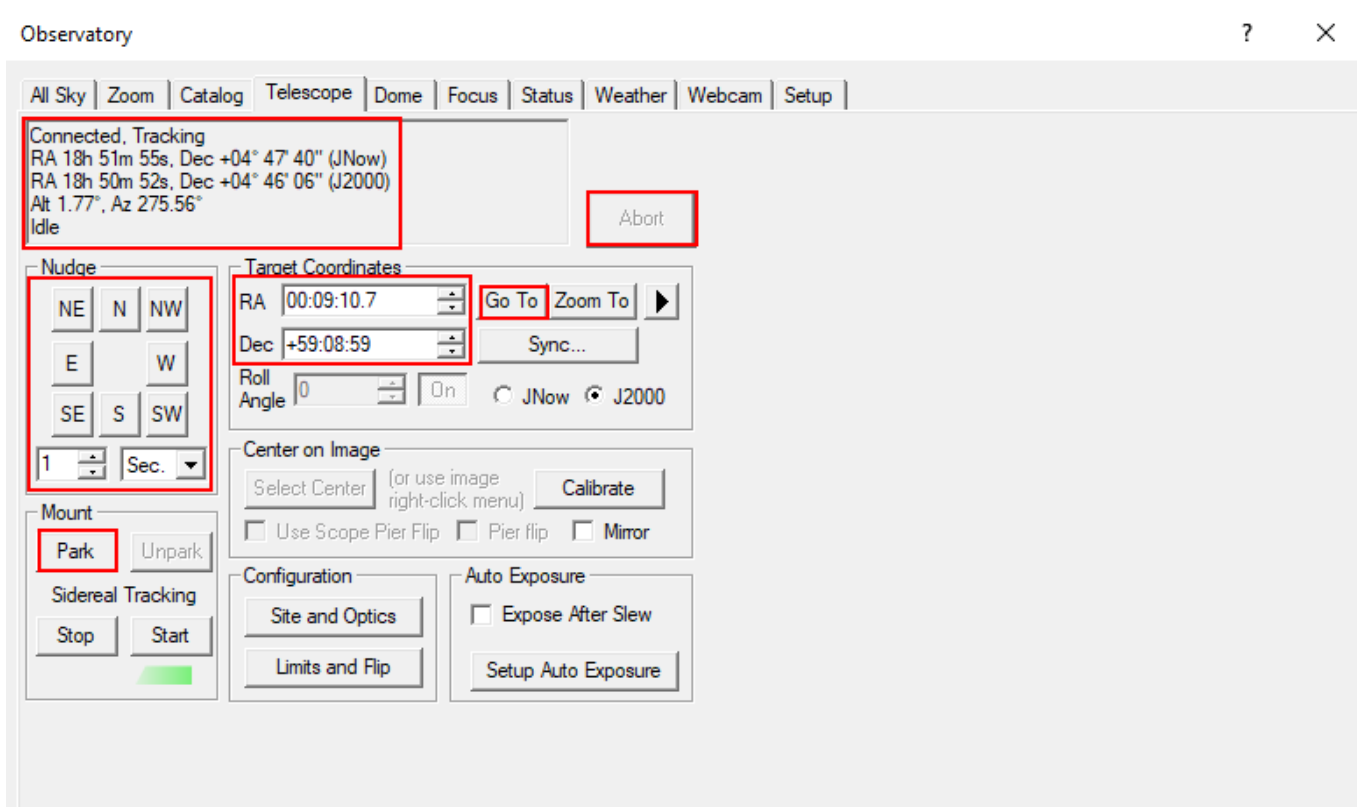 Observatory
?
All Sky Zoom Catalog Telescope Dome Focus Status Weather Webcam Setup
Connected, Tracking
RA 18h 51m 55s, Dec +04° 47' 40" (JNow)
RA 18h 50m 52s, Dec +04° 46' 06" (J2000)
Alt 1.77°, Az 275.56°
Idle
Abort
Nudge
NE N NW
E W
SE S SW
1 Sec.
Target Coordinates
RA 00:09:10.7 Go To Zoom To
Dec +59:08:59 Sync...
Roll
Angle 0 On JNow J2000
Center on Image
Select Center (or use image
right-click menu) Calibrate
Use Scope Pier Flip Pier flip Mirror
Mount
Park Unpark
Sidereal Tracking
Stop Start
Configuration
Site and Optics
Limits and Flip
Auto Exposure
Expose After Slew
Setup Auto Exposure